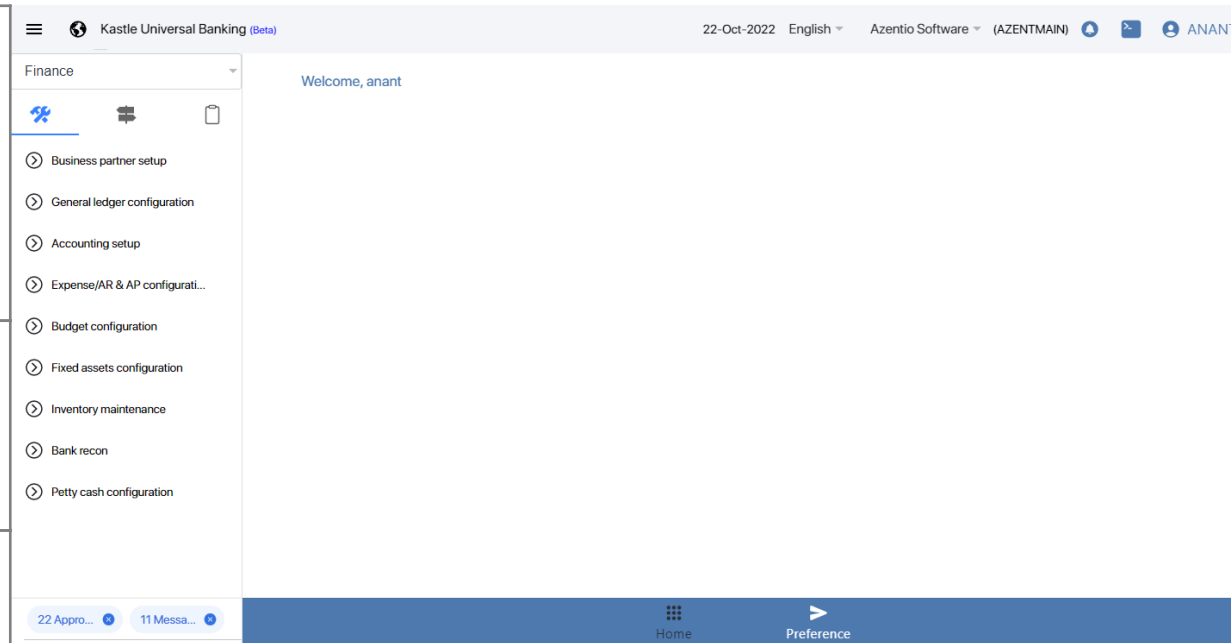 Kastle Universal Banking (Beta)
22-Oct-2022 English Azentio Software (AZENTMAIN) ANANT
Finance
Welcome, anant
Business partner setup
General ledger configuration
Accounting setup
Expense/AR & AP configurati...
Budget configuration
Fixed assets configuration
Inventory maintenance
Bank recon
Petty cash configuration
22 Appro... 11 Messa...
Home
Preference